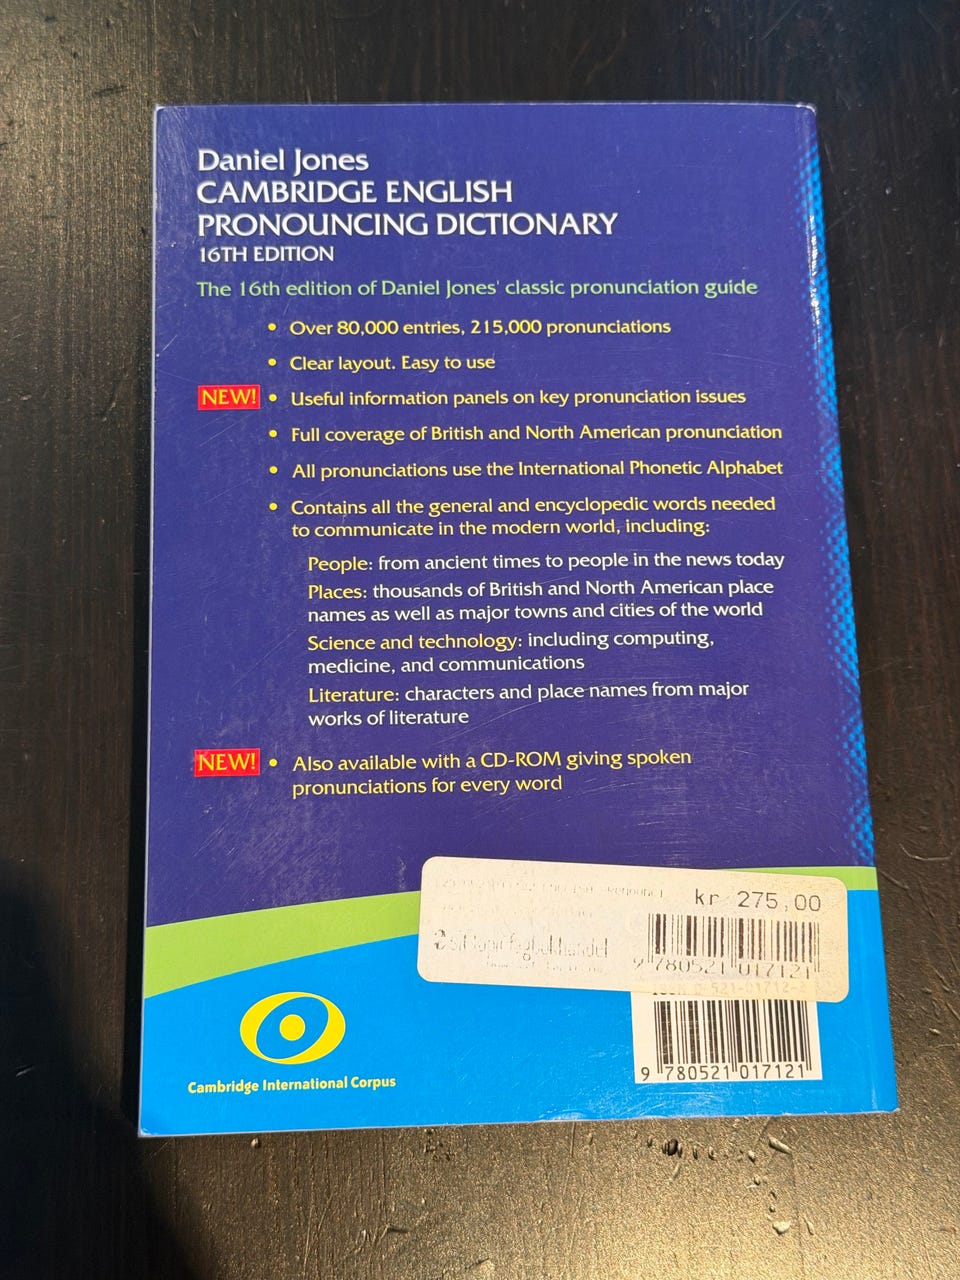 Daniel Jones
CAMBRIDGE ENGLISH
PRONOUNCING DICTIONARY
16TH EDITION
The 16th edition of Daniel Jones' classic pronunciation guide
• Over 80,000 entries, 215,000 pronunciations
• Clear layout. Easy to use
NEW! • Useful information panels on key pronunciation issues
• Full coverage of British and North American pronunciation
• All pronunciations use the International Phonetic Alphabet
• Contains all the general and encyclopedic words needed
to communicate in the modern world, including:
People: from ancient times to people in the news today
Places: thousands of British and North American place
names as well as major towns and cities of the world
Science and technology: including computing,
medicine, and communications
Literature: characters and place names from major
works of literature
NEW! • Also available with a CD-ROM giving spoken
pronunciations for every word
ENGLISH
kr 275,00
9 780521 017121
ISBN 0-521-01712-2
9 780521 017121
Cambridge International Corpus